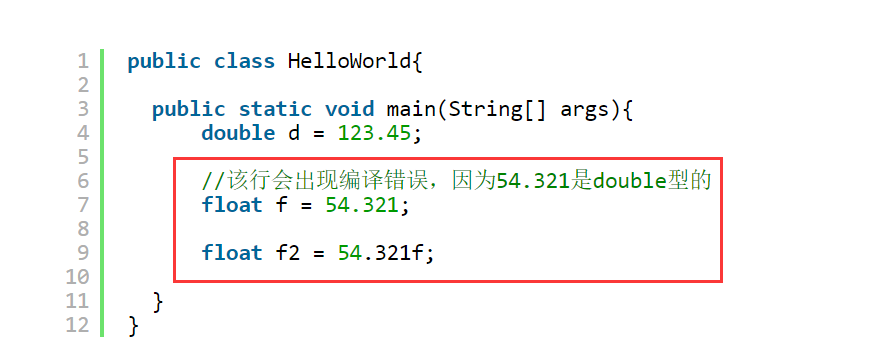 1 public class HelloWorld{
2
3 public static void main(String[] args){
4 double d = 123.45;
5
6 //该行会出现编译错误，因为54.321是double型的
7 float f = 54.321;
8
9 float f2 = 54.321f;
10
11 }
12 }